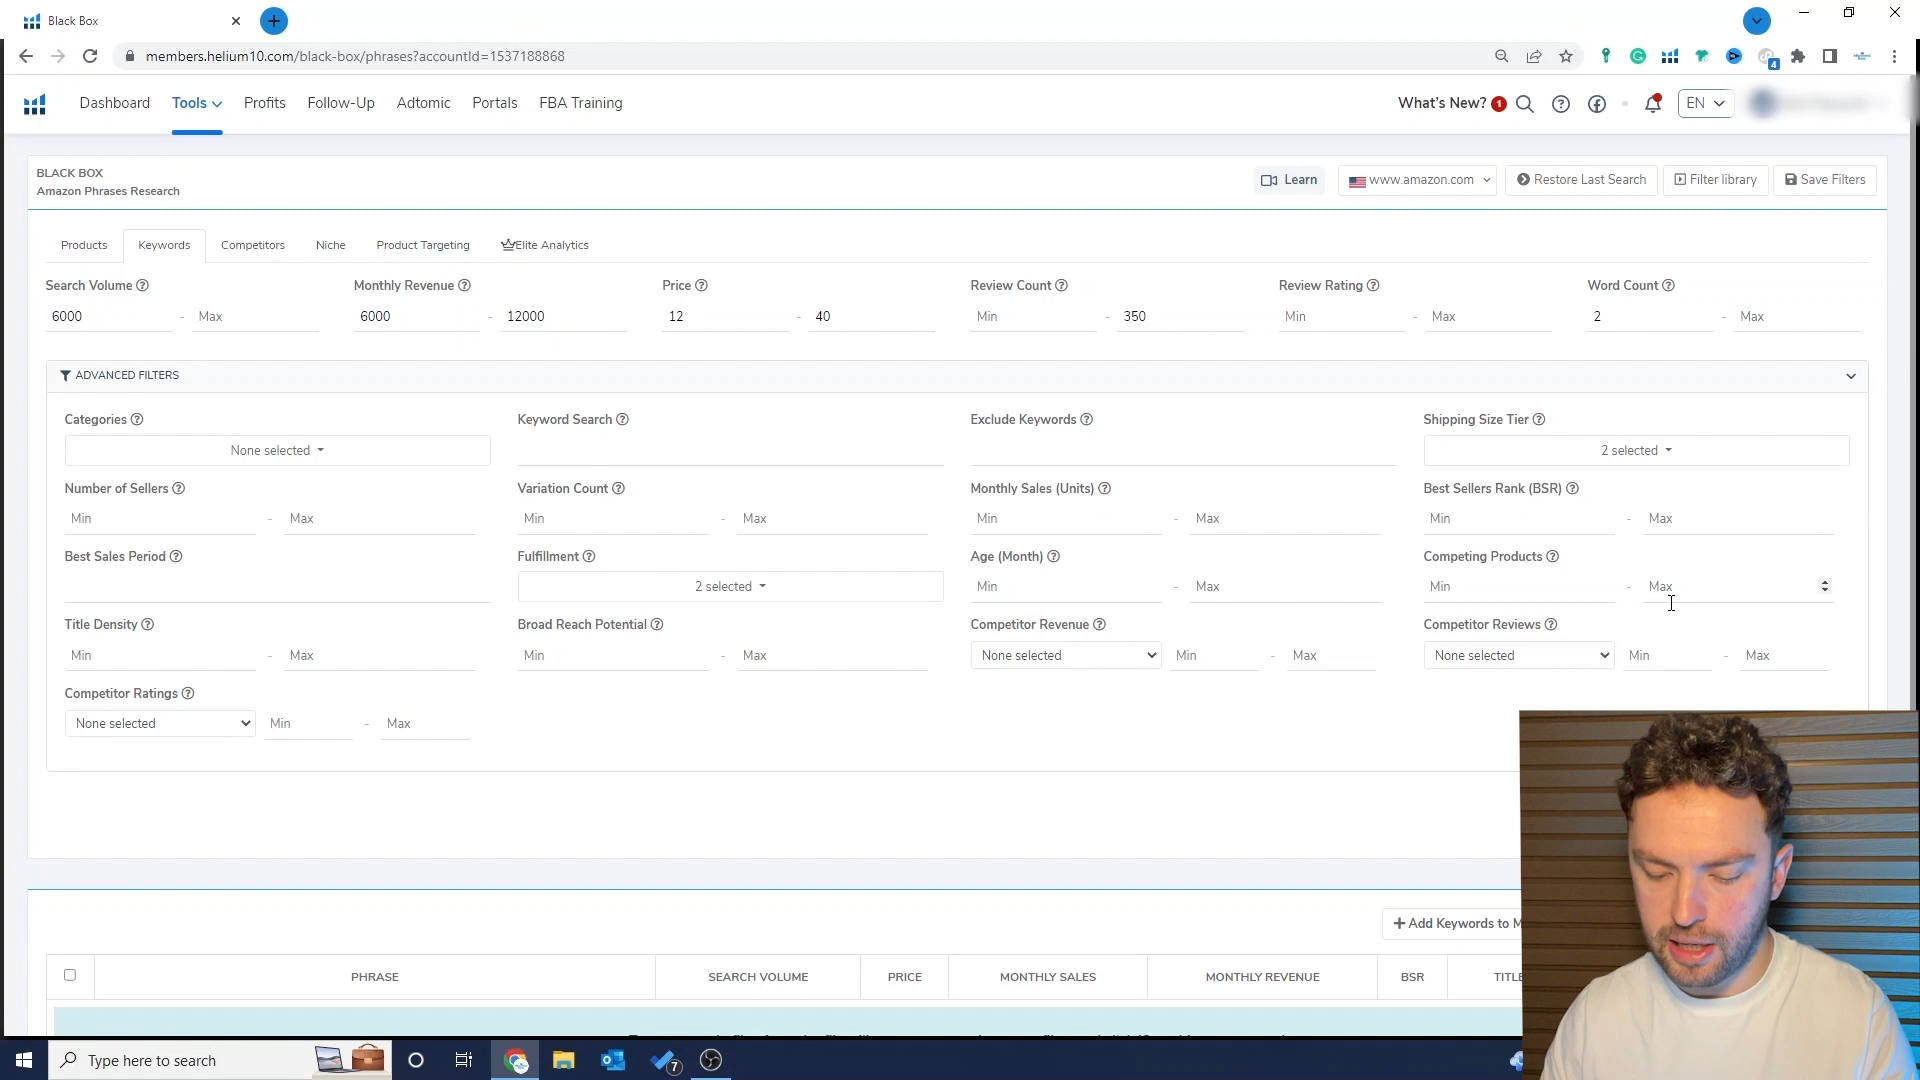 Black Box
members.helium10.com/black-box/phrases?accountId=1537188868
4
Dashboard Tools Profits Follow-Up Adtomic Portals FBA Training What's New? 1 EN
BLACK BOX
Amazon Phrases Research
Learn www.amazon.com Restore Last Search Filter library Save Filters
Products Keywords Competitors Niche Product Targeting Elite Analytics
Search Volume Monthly Revenue Price Review Count Review Rating Word Count
6000 - Max 6000 - 12000 12 - 40 Min - 350 Min - Max 2 - Max
ADVANCED FILTERS
Categories Keyword Search Exclude Keywords Shipping Size Tier
None selected 2 selected
Number of Sellers Variation Count Monthly Sales (Units) Best Sellers Rank (BSR)
Min - Max Min - Max Min - Max Min - Max
Best Sales Period Fulfillment Age (Month) Competing Products
2 selected Min - Max Min - Max
Title Density Broad Reach Potential Competitor Revenue Competitor Reviews
Min - Max Min - Max None selected Min - Max None selected Min - Max
Competitor Ratings
None selected Min - Max
+ Add Keywords to M
PHRASE SEARCH VOLUME PRICE MONTHLY SALES MONTHLY REVENUE BSR TITLE
Type here to search 7